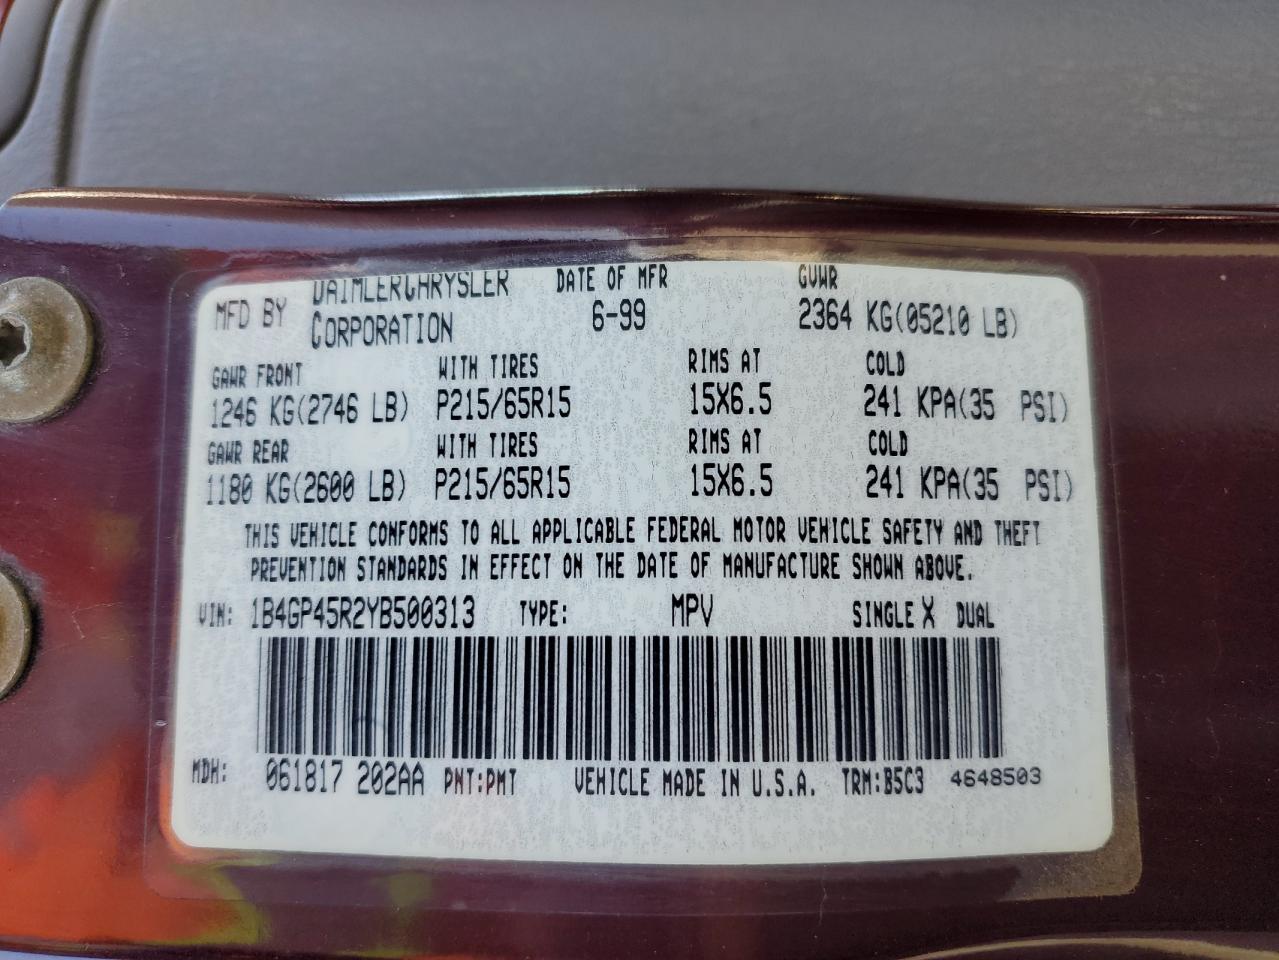 MFD BY DAIMLERCHRYSLER CORPORATION DATE OF MFR 6-99 GVWR 2364 KG(05210 LB)
GAWR FRONT WITH TIRES RIMS AT COLD
1246 KG(2746 LB) P215/65R15 15X6.5 241 KPA(35 PSI)
GAWR REAR WITH TIRES RIMS AT COLD
1180 KG(2600 LB) P215/65R15 15X6.5 241 KPA(35 PSI)
THIS VEHICLE CONFORMS TO ALL APPLICABLE FEDERAL MOTOR VEHICLE SAFETY AND THEFT
PREVENTION STANDARDS IN EFFECT ON THE DATE OF MANUFACTURE SHOWN ABOVE.
VIN: 1B4GP45R2YB500313 TYPE: MPV SINGLE X DUAL
MDH: 061817 202AA PNT:PMT VEHICLE MADE IN U.S.A. TRM:B5C3 4648503